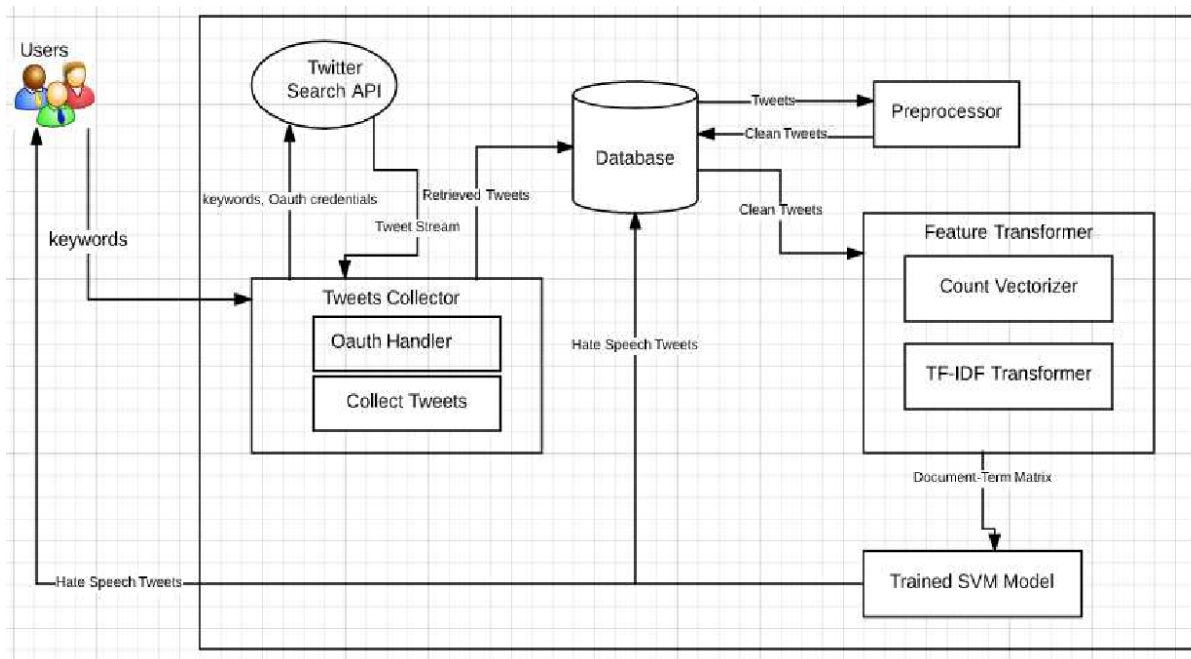 Users
Twitter
Search API
Tweets
Preprocessor
Clean Tweets
Database
keywords, Oauth credentials
Retrieved Tweets
Tweet Stream
Clean Tweets
keywords
Feature Transformer
Count Vectorizer
Tweets Collector
Oauth Handler
Hate Speech Tweets
TF-IDF Transformer
Collect Tweets
Document-Term Matrix
Hate Speech Tweets
Trained SVM Model